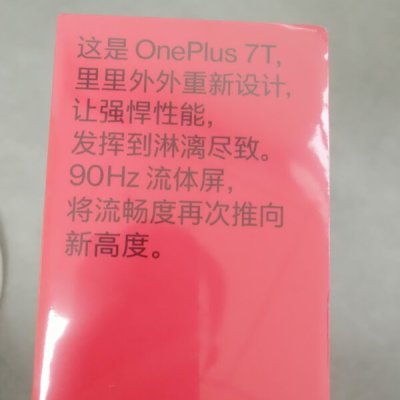 这是 OnePlus 7T,
里里外外重新设计,
让强悍性能,
发挥到淋漓尽致。
90Hz 流体屏,
将流畅度再次推向
新高度。